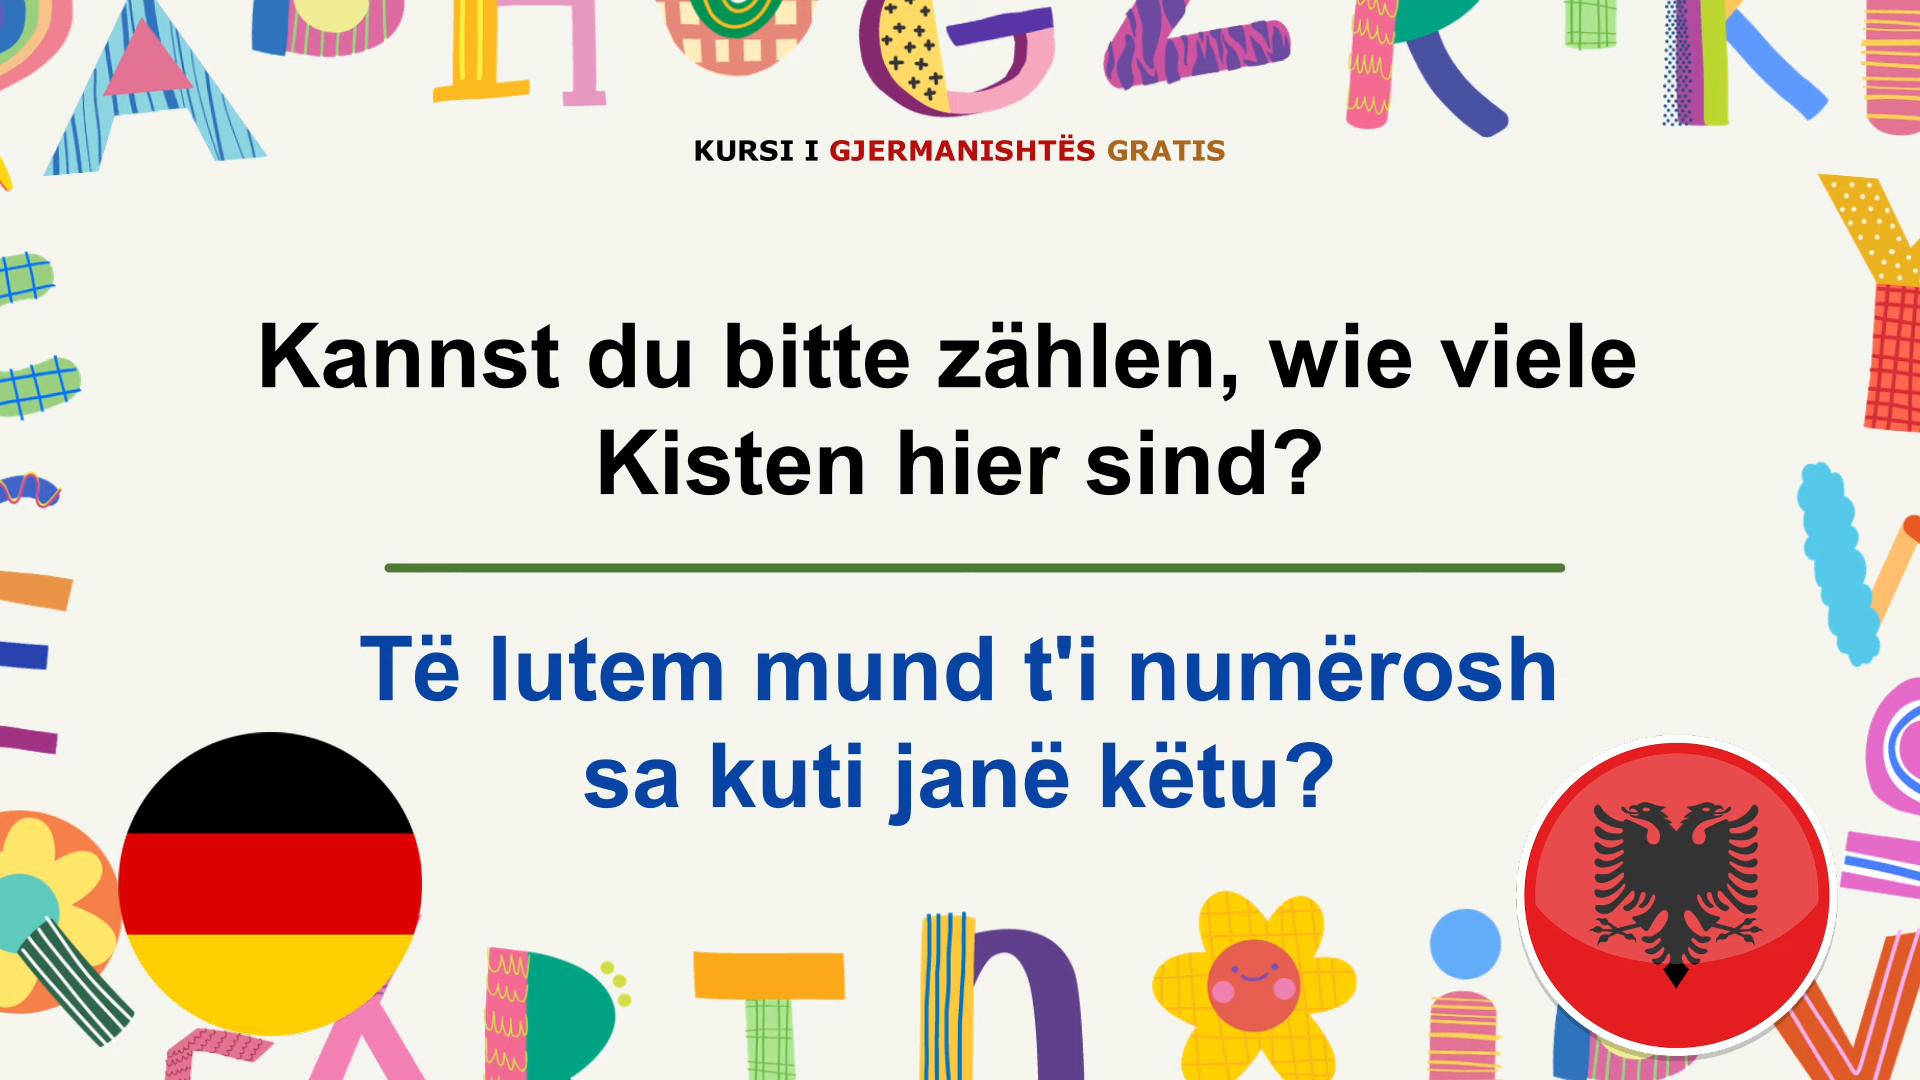 KURSI I GJERMANISHTËS GRATIS
Kannst du bitte zählen, wie viele
Kisten hier sind?
Të lutem mund t'i numërosh
sa kuti janë këtu?